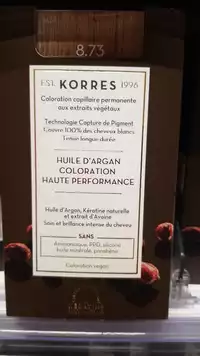 8.73
EST. KORRES 1996
Coloration capillaire permanente
aux extraits végétaux
Technologie Capture de Pigment
Couvre 100% des cheveux blancs
Tenue longue durée
HUILE D'ARGAN
COLORATION
HAUTE PERFORMANCE
Huile d'Argan, Kératine naturelle
et extrait d'Avoine
Soin et brillance intense du cheveu
SANS
Ammoniaque, PPD, silicone
huile minérale, parabène
Coloration vegan